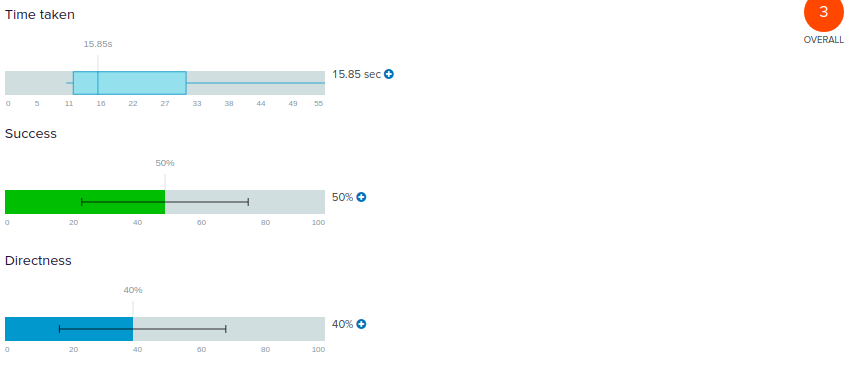 Time taken
3
OVERALL
15.85s
15.85 sec
0 5 11 16 22 27 33 38 44 49 55
Success
50%
50%
0 20 40 60 80 100
Directness
40%
40%
0 20 40 60 80 100